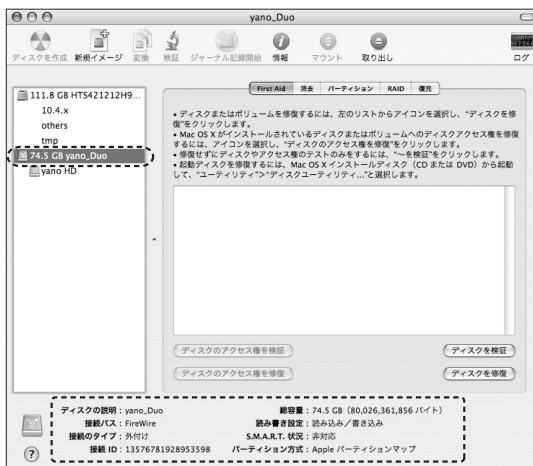 yano_Duo
ディスクを作成 新規イメージ 変換 検証 ジャーナル記録開始 情報 マウント 取り出し ログ
111.8 GB HTS421212H9...
10.4.x
others
tmp
74.5 GB yano_Duo
yano HD
First Aid 消去 パーティション RAID 復元
• ディスクまたはボリュームを修復するには、左のリストからアイコンを選択し、“ディスクを修
復”をクリックします。
• Mac OS X がインストールされているディスクまたはボリュームへのディスクアクセス権を修復
するには、アイコンを選択し、“ディスクのアクセス権を修復”をクリックします。
• 修復せずにディスクやアクセス権のテストのみをするには、“～を検証”をクリックします。
• 起動ディスクを修復するには、Mac OS X インストールディスク（CD または DVD）から起動
して、“ユーティリティ”>“ディスクユーティリティ...”と選択します。
ディスクのアクセス権を検証 ディスクを検証
ディスクのアクセス権を修復 ディスクを修復
ディスクの説明：yano_Duo 総容量：74.5 GB（80,026,361,856 バイト）
接続バス：FireWire 読み書き設定：読み込み／書き込み
接続のタイプ：外付け S.M.A.R.T. 状況：非対応
接続 ID：13576781928953598 パーティション方式：Apple パーティションマップ
?